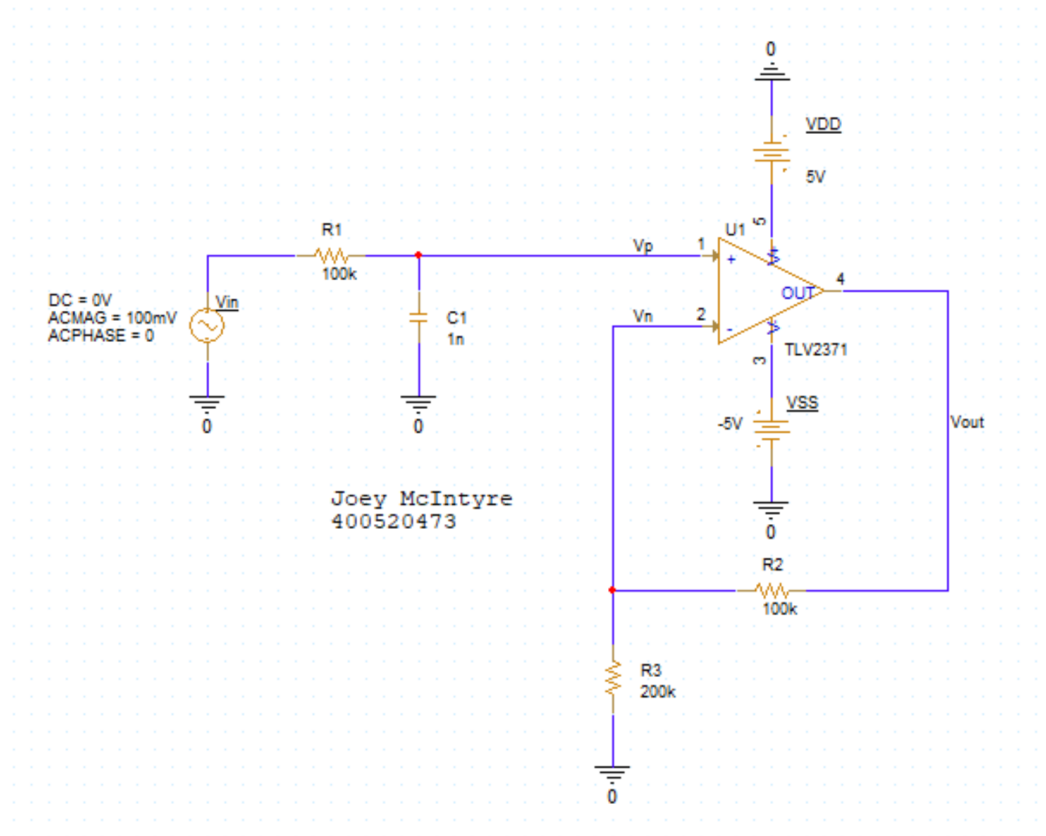 0
VDD
5V
5
R1
100k
Vp
1
U1
+
V+
OUT
4
DC = 0V
ACMAG = 100mV
ACPHASE = 0
Vin
C1
1n
Vn
2
-
V-
TLV2371
3
VSS
-5V
Vout
0
0
0
Joey McIntyre
400520473
R2
100k
R3
200k
0